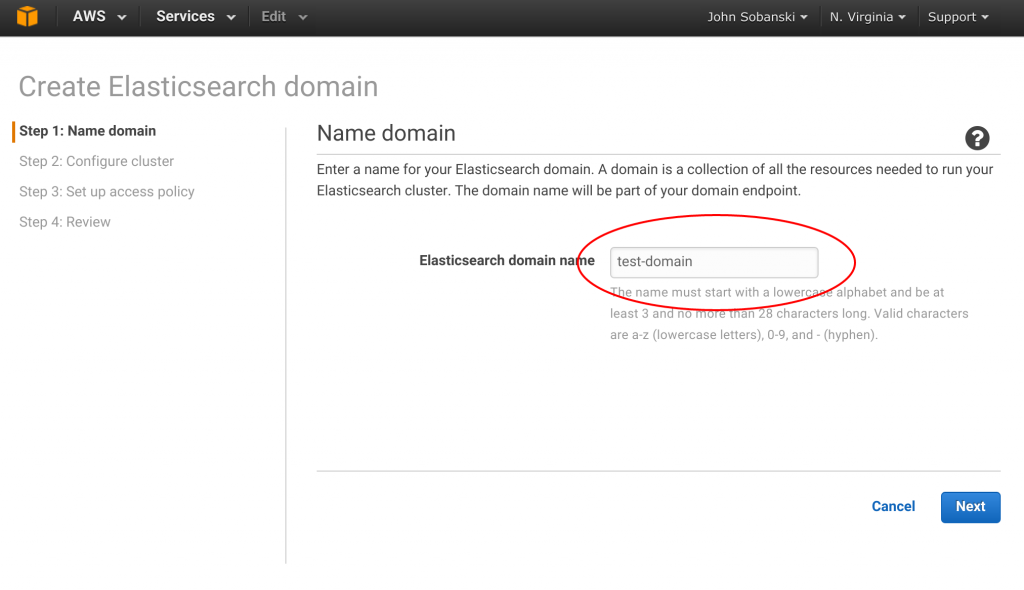 AWS Services Edit John Sobanski N. Virginia Support
Create Elasticsearch domain
Step 1: Name domain
Step 2: Configure cluster
Step 3: Set up access policy
Step 4: Review
Name domain
?
Enter a name for your Elasticsearch domain. A domain is a collection of all the resources needed to run your
Elasticsearch cluster. The domain name will be part of your domain endpoint.
Elasticsearch domain name test-domain
The name must start with a lowercase alphabet and be at
least 3 and no more than 28 characters long. Valid characters
are a-z (lowercase letters), 0-9, and - (hyphen).
Cancel Next